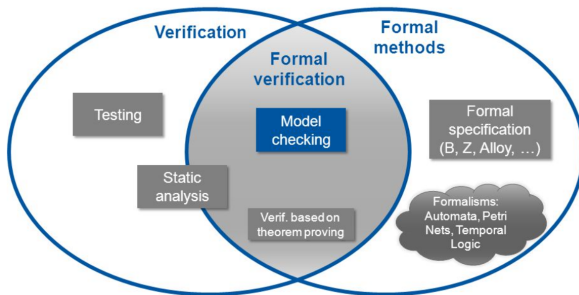 Verification
Formal
methods
Formal
verification
Testing
Model
checking
Formal
specification
(B, Z, Alloy, …)
Static
analysis
Verif. based on
theorem proving
Formalisms:
Automata, Petri
Nets, Temporal
Logic